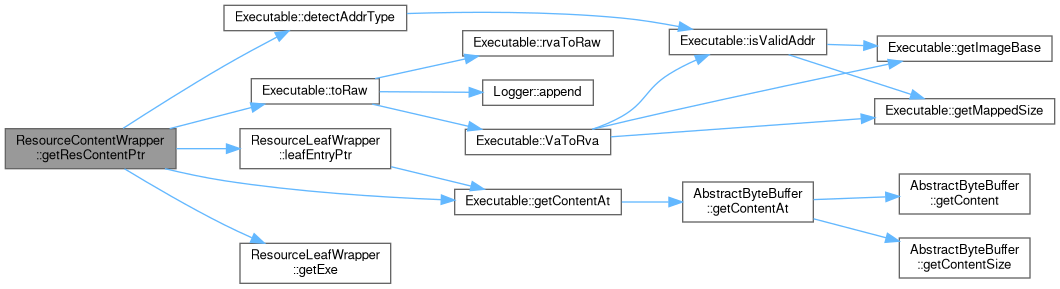 ResourceContentWrapper
::getResContentPtr
Executable::detectAddrType
Executable::toRaw
ResourceLeafWrapper
::leafEntryPtr
ResourceLeafWrapper
::getExe
Executable::rvaToRaw
Logger::append
Executable::VaToRva
Executable::getContentAt
Executable::isValidAddr
AbstractByteBuffer
::getContentAt
Executable::getImageBase
Executable::getMappedSize
AbstractByteBuffer
::getContent
AbstractByteBuffer
::getContentSize